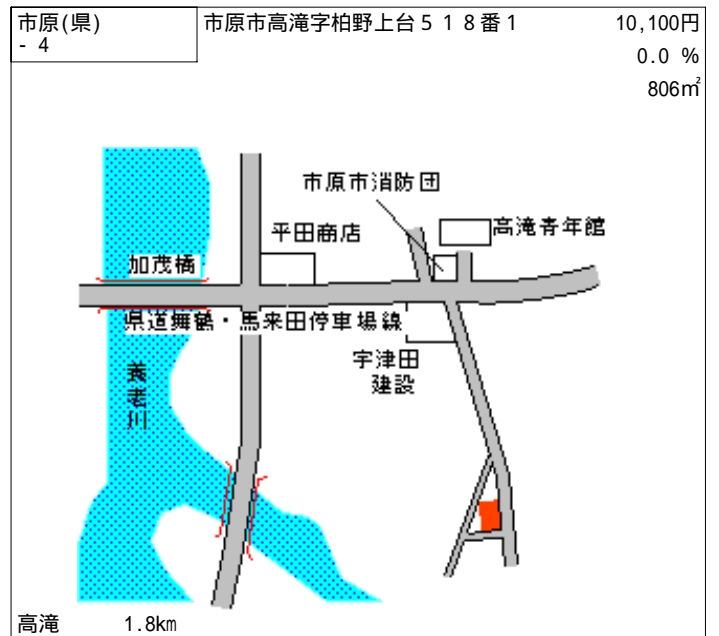 市原(県)
- 4
市原市高滝字柏野上台５１８番１
10,100円
0.0 %
806㎡
市原市消防団
平田商店
高滝青年館
加茂橋
県道舞鶴・馬来田停車場線
宇津田
建設
養老川
高滝 1.8km